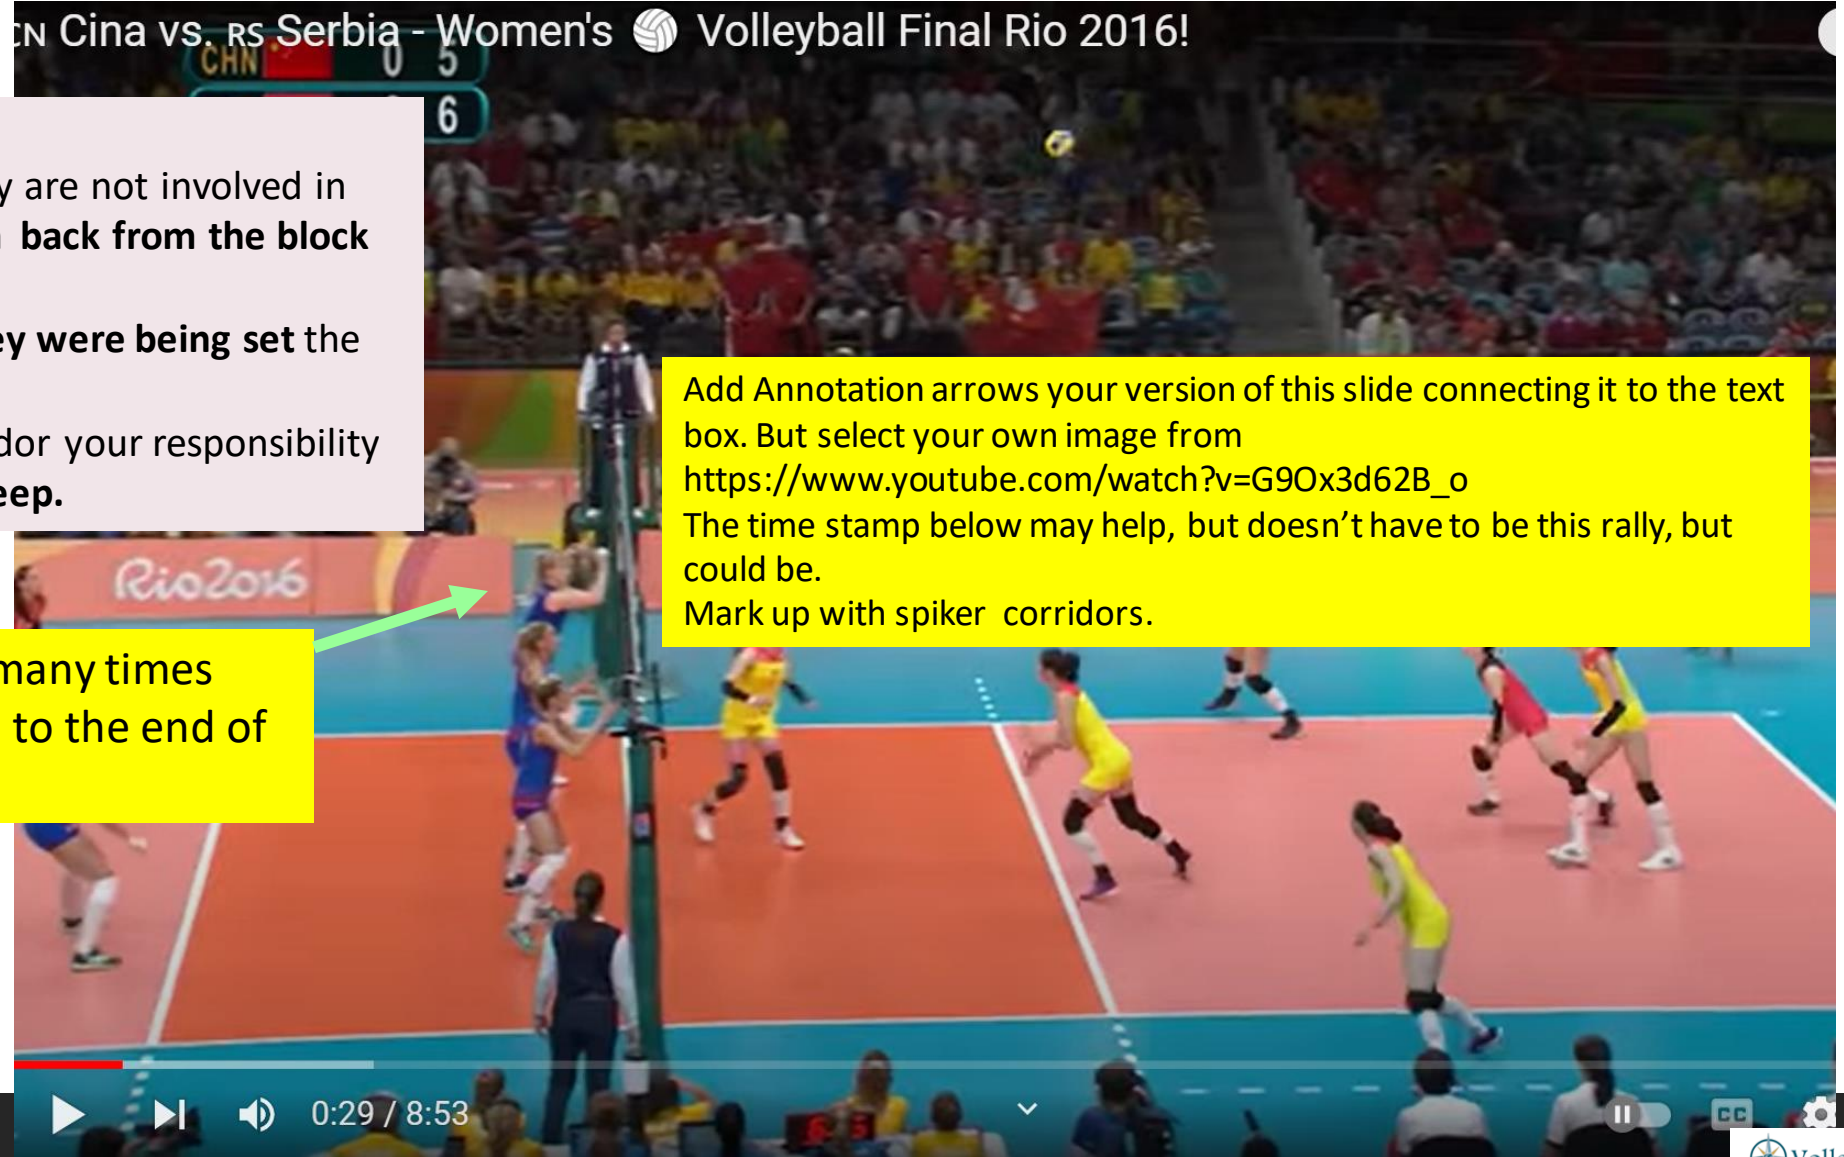 CN Cina vs. RS Serbia - Women's 🏐 Volleyball Final Rio 2016!
CHN 0 5
6
are not involved in
back from the block
were being set the
your responsibility
Add Annotation arrows your version of this slide connecting it to the text
box. But select your own image from
https://www.youtube.com/watch?v=G9Ox3d62B_o
The time stamp below may help, but doesn’t have to be this rally, but
could be.
Mark up with spiker corridors.
Rio2016
many times
to the end of
0:29 / 8:53
CC